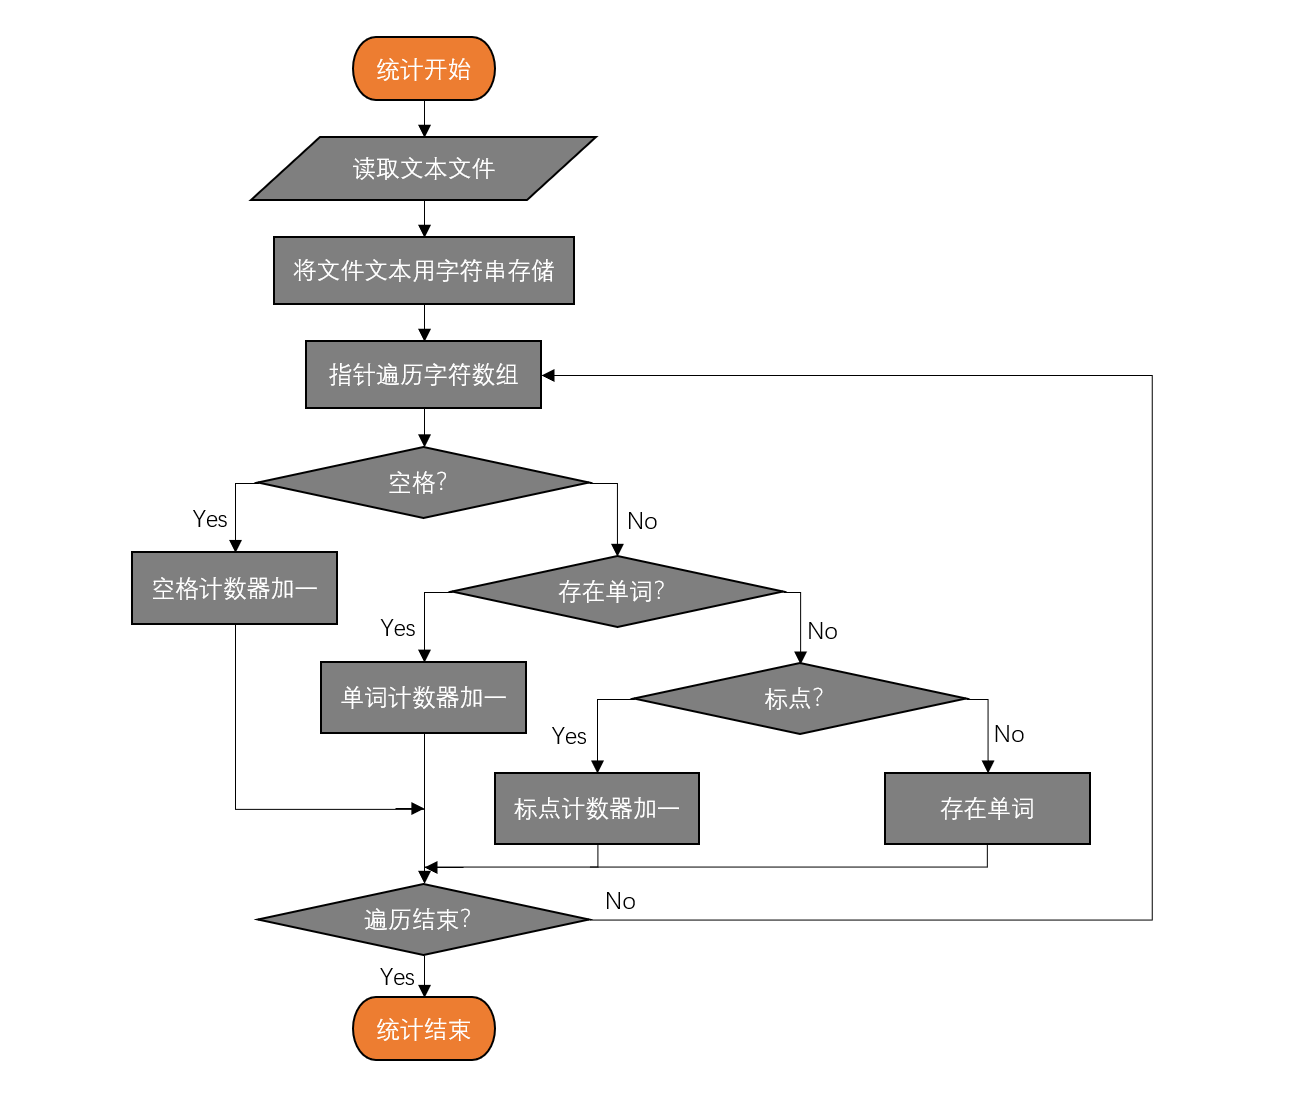 统计开始
读取文本文件
将文件文本用字符串存储
指针遍历字符数组
空格？
Yes
No
空格计数器加一
存在单词？
Yes
No
单词计数器加一
标点？
Yes
No
标点计数器加一
存在单词
遍历结束？
No
Yes
统计结束